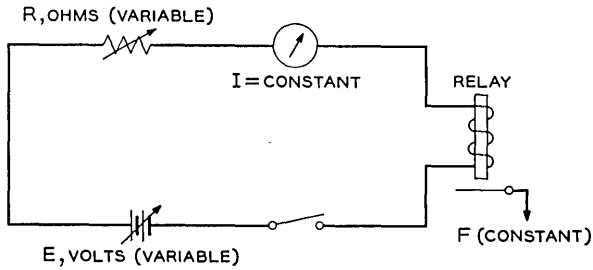 R, OHMS (VARIABLE)
I = CONSTANT
RELAY
F (CONSTANT)
E, VOLTS (VARIABLE)